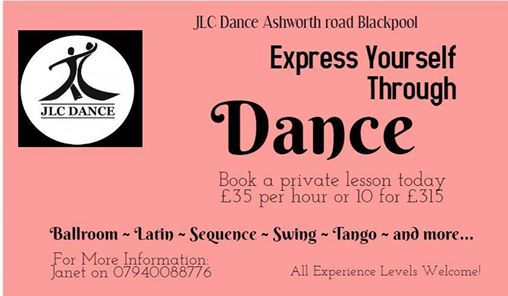 JLC Dance Ashworth road Blackpool
JLC DANCE
Express Yourself
Through
Dance
Book a private lesson today
£35 per hour or 10 for £315
Ballroom ~ Latin ~ Sequence ~ Swing ~ Tango ~ and more...
For More Information:
Janet on 07940088776
All Experience Levels Welcome!